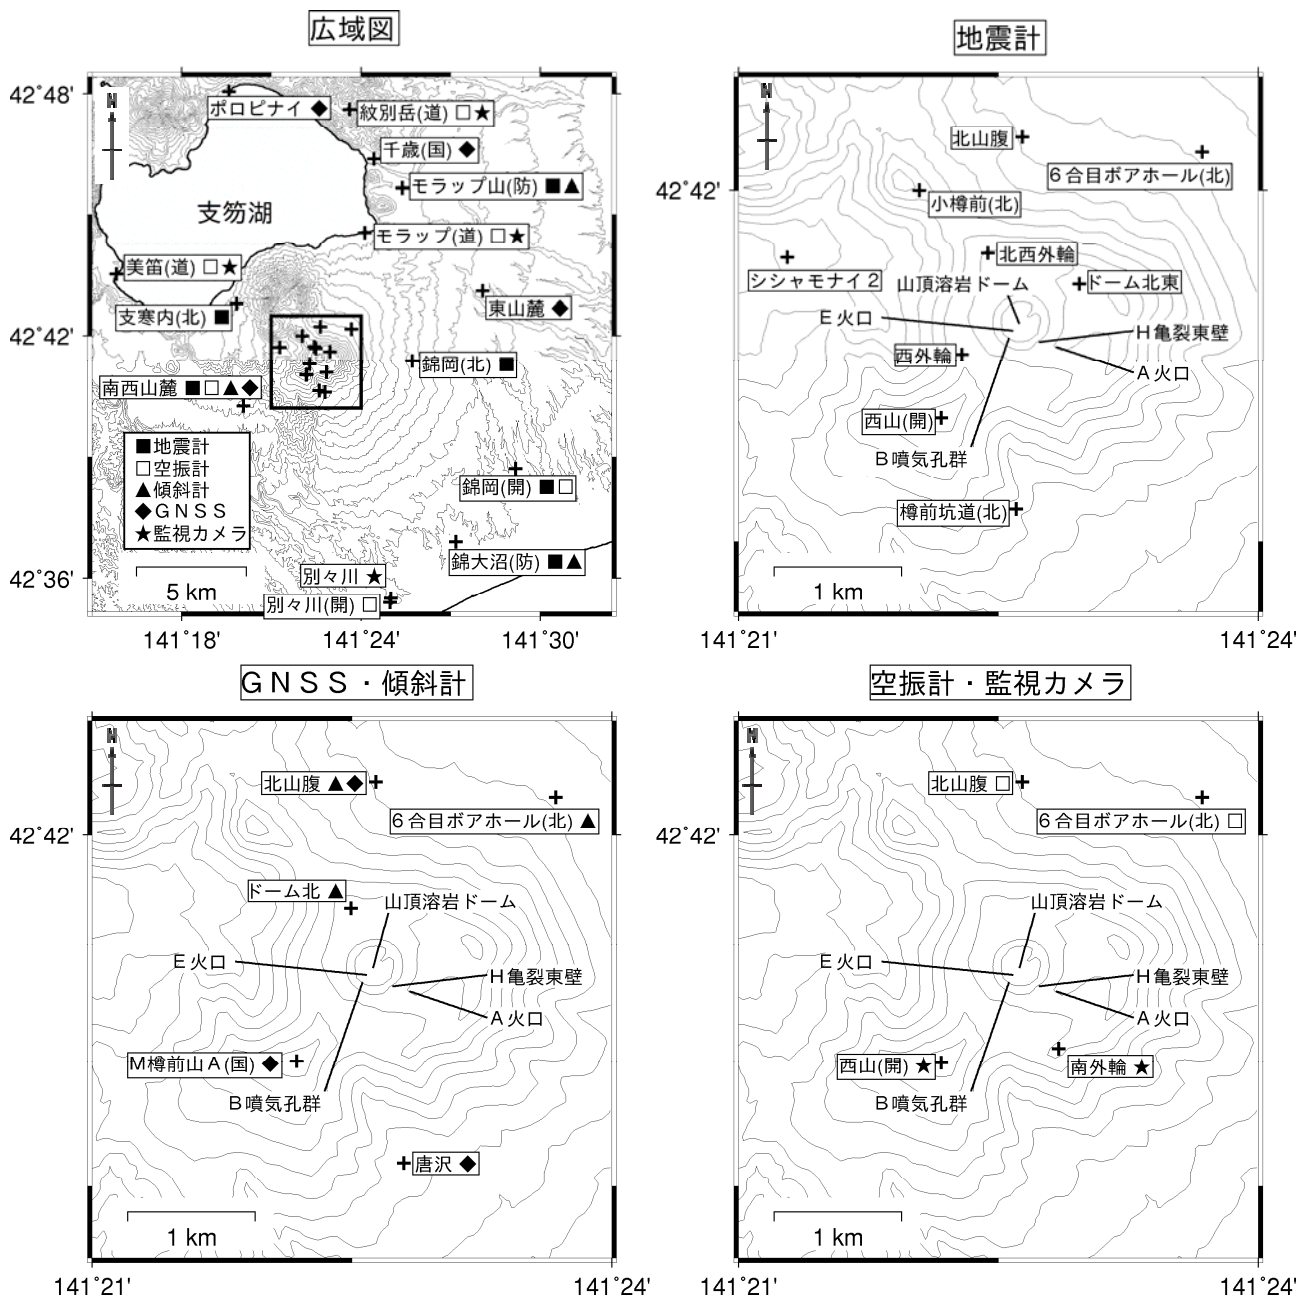 広域図
42°48'
N
ポロピナイ ◆
紋別岳(道) □★
千歳(国) ◆
モラップ山(防) ■▲
支笏湖
モラップ(道) □★
美笛(道) □★
支寒内(北) ■
東山麓 ◆
42°42'
錦岡(北) ■
南西山麓 ■□▲◆
■地震計
□空振計
▲傾斜計
◆GNSS
★監視カメラ
錦岡(開) ■□
錦大沼(防) ■▲
42°36'
5 km
別々川 ★
別々川(開) □
141°18'
141°24'
141°30'
地震計
N
北山腹
6合目ボアホール(北)
42°42'
小樽前(北)
北西外輪
シシャモナイ2
山頂溶岩ドーム
ドーム北東
E火口
H亀裂東壁
西外輪
A火口
西山(開)
B噴気孔群
樽前坑道(北)
1 km
141°21'
141°24'
GNSS・傾斜計
N
北山腹 ▲◆
6合目ボアホール(北) ▲
42°42'
ドーム北 ▲
山頂溶岩ドーム
E火口
H亀裂東壁
A火口
M樽前山A(国) ◆
B噴気孔群
唐沢 ◆
1 km
141°21'
141°24'
空振計・監視カメラ
N
北山腹 □
6合目ボアホール(北) □
42°42'
山頂溶岩ドーム
E火口
H亀裂東壁
A火口
西山(開) ★
南外輪 ★
B噴気孔群
1 km
141°21'
141°24'